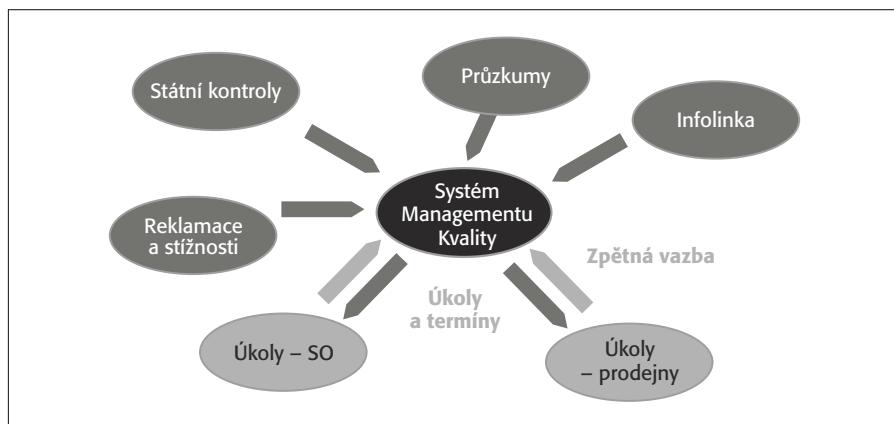 Průzkumy
Státní kontroly
Infolinka
Systém
Managementu
Kvality
Reklamace
a stížnosti
Zpětná vazba
Úkoly
a termíny
Úkoly – SO
Úkoly
– prodejny